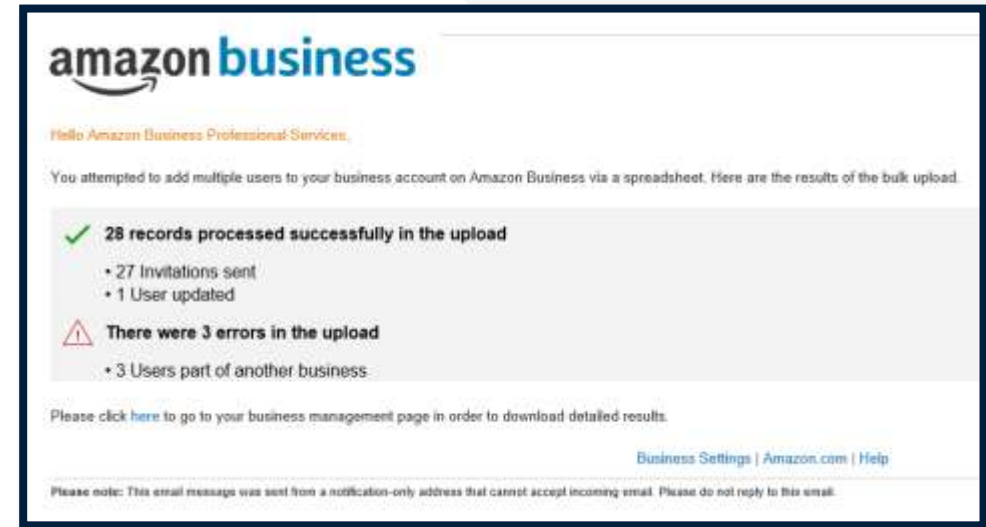 amazon business
Hello Amazon Business Professional Services,
You attempted to add multiple users to your business account on Amazon Business via a spreadsheet. Here are the results of the bulk upload.
28 records processed successfully in the upload
• 27 Invitations sent
• 1 User updated
There were 3 errors in the upload
• 3 Users part of another business
Please click here to go to your business management page in order to download detailed results.
Business Settings | Amazon.com | Help
Please note: This email message was sent from a notification-only address that cannot accept incoming email. Please do not reply to this email.